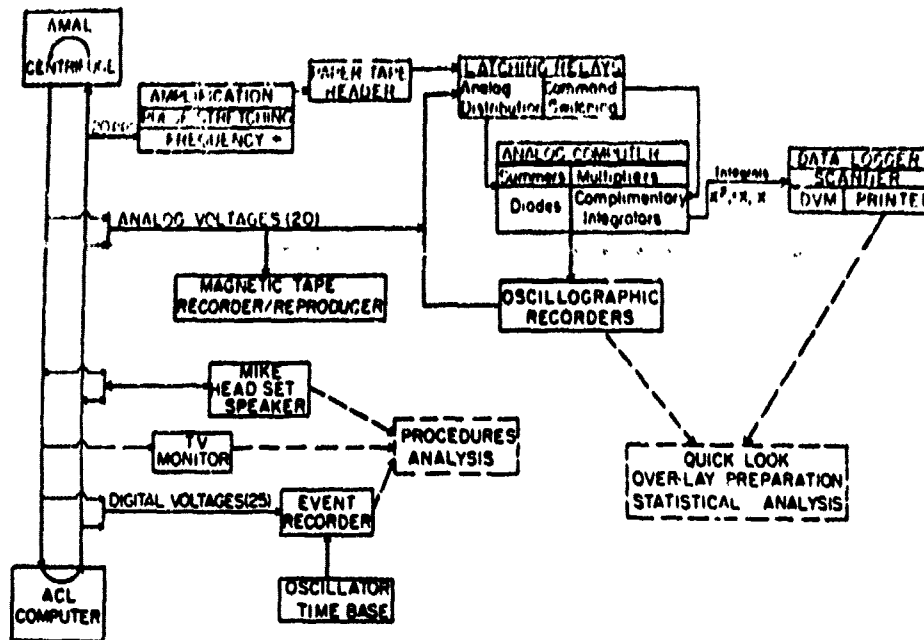 AMAL
CENTRIFUGE
AMPLIFICATION
PULSE STRETCHING
FREQUENCY ÷
PAPER TAPE
READER
LATCHING RELAYS
Analog Distribution
Command Switching
ANALOG COMPUTER
Summers
Multipliers
Diodes
Complimentary Integrators
Integrals
DATA LOGGER
SCANNER
DVM
PRINTER
ANALOG VOLTAGES (20)
MAGNETIC TAPE
RECORDER/REPRODUCER
OSCILLOGRAPHIC
RECORDERS
MIKE
HEAD SET
SPEAKER
TV
MONITOR
PROCEDURES
ANALYSIS
QUICK LOOK
OVER-LAY PREPARATION
STATISTICAL ANALYSIS
DIGITAL VOLTAGES(25)
EVENT
RECORDER
OSCILLATOR
TIME BASE
ACL
COMPUTER